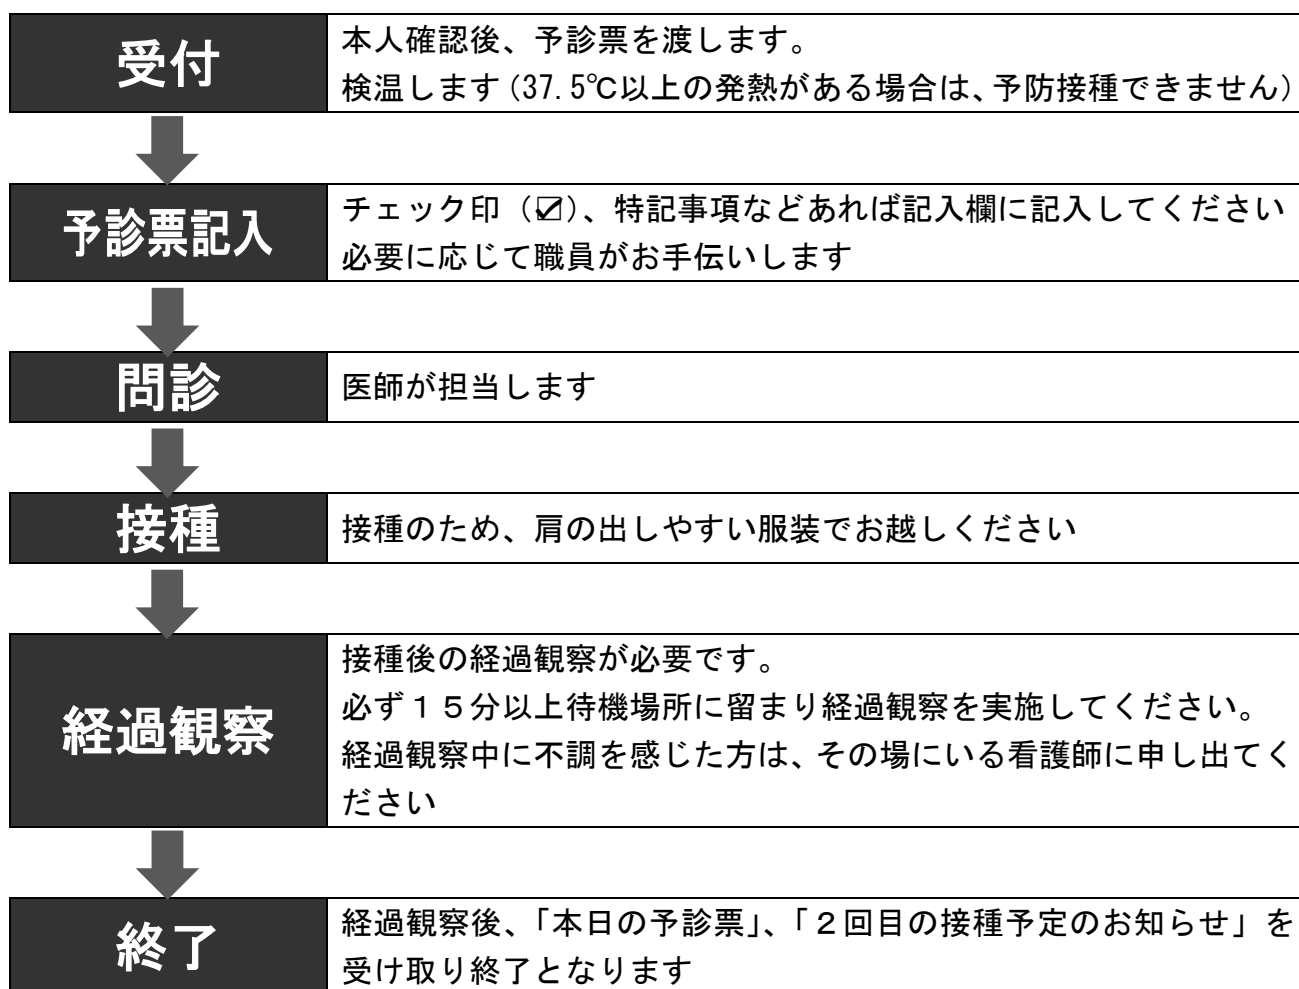 受付
本人確認後、予診票を渡します。
検温します（37.5℃以上の発熱がある場合は、予防接種できません）
予診票記入
チェック印（☑）、特記事項などあれば記入欄に記入してください
必要に応じて職員がお手伝いします
問診
医師が担当します
接種
接種のため、肩の出しやすい服装でお越しください
経過観察
接種後の経過観察が必要です。
必ず１５分以上待機場所に留まり経過観察を実施してください。
経過観察中に不調を感じた方は、その場にいる看護師に申し出てく
ださい
終了
経過観察後、「本日の予診票」、「２回目の接種予定のお知らせ」を
受け取り終了となります